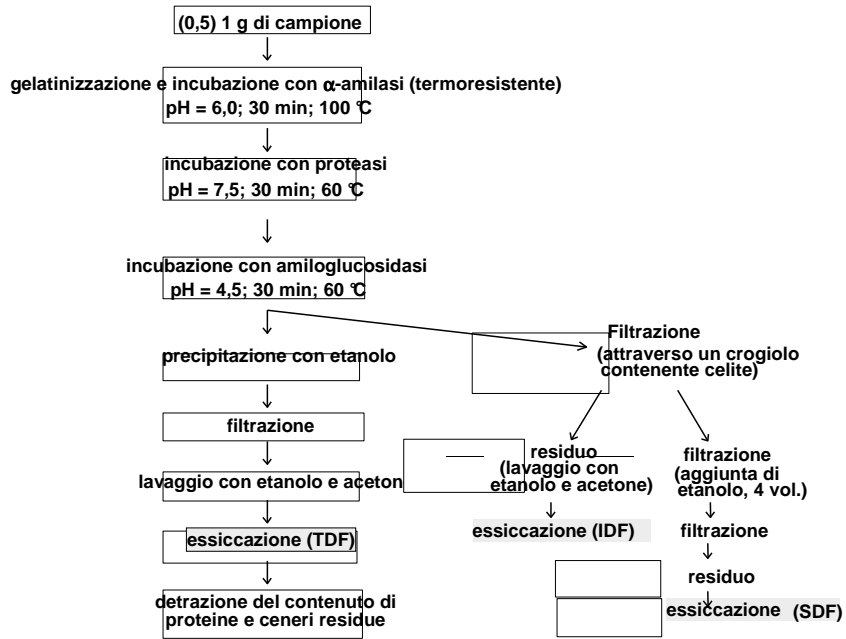 (0,5) 1 g di campione
gelatinizzazione e incubazione con α-amilasi (termoresistente)
pH = 6,0; 30 min; 100 °C
incubazione con proteasi
pH = 7,5; 30 min; 60 °C
incubazione con amiloglucosidasi
pH = 4,5; 30 min; 60 °C
precipitazione con etanolo
filtrazione
lavaggio con etanolo e aceton
essiccazione (TDF)
detrazione del contenuto di
proteine e ceneri residue
Filtrazione
(attraverso un crogiolo
contenente celite)
residuo
(lavaggio con
etanolo e acetone)
essiccazione (IDF)
filtrazione
(aggiunta di
etanolo, 4 vol.)
filtrazione
residuo
essiccazione (SDF)